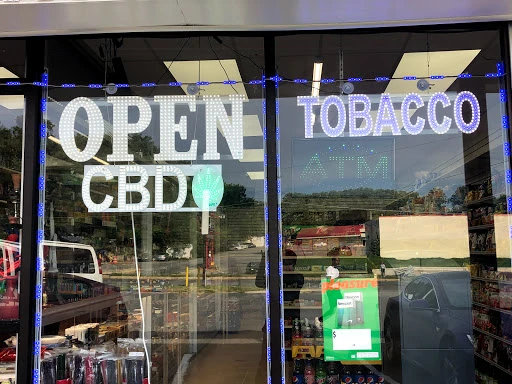 OPEN
TOBACCO
CBD
ATM
$